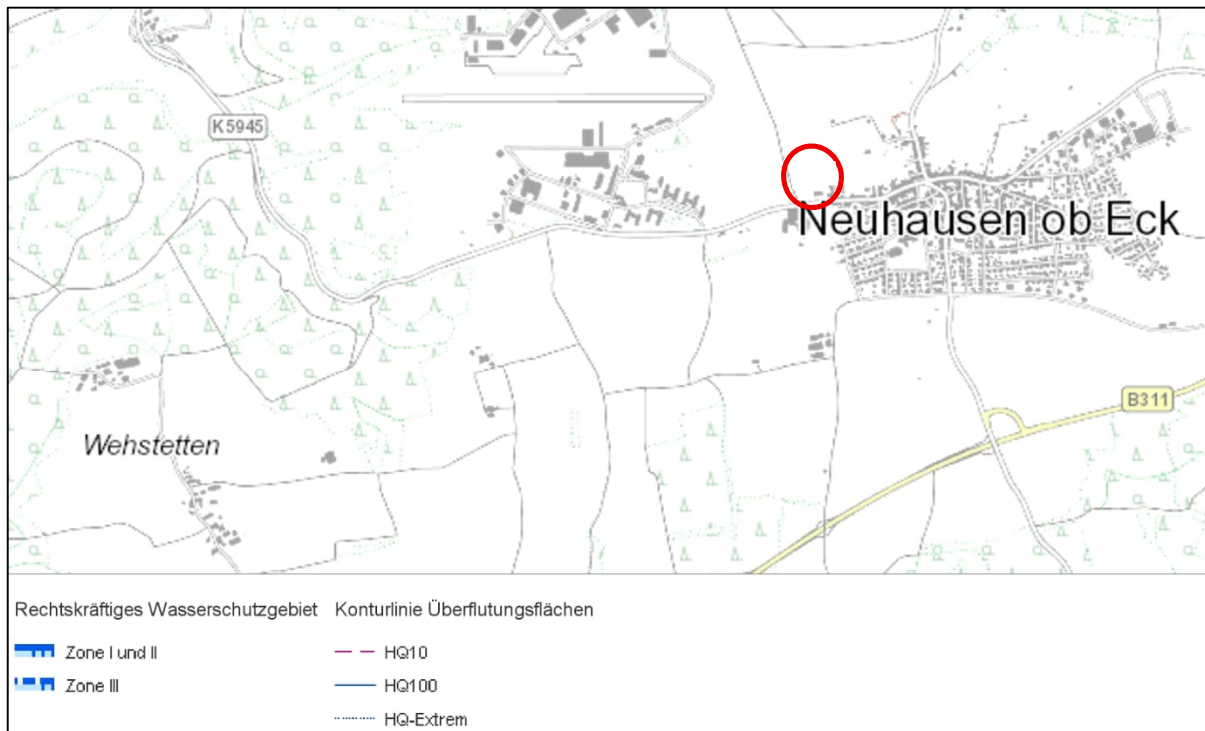 K5945
Neuhausen ob Eck
B311
Wehstetten
Rechtskräftiges Wasserschutzgebiet
Zone I und II
Zone III
Konturlinie Überflutungsflächen
HQ10
HQ100
HQ-Extrem